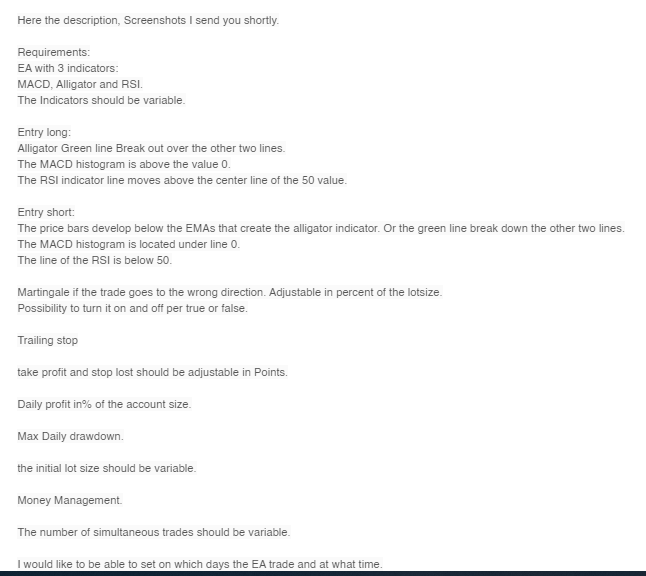 Here the description, Screenshots I send you shortly.
Requirements:
EA with 3 indicators:
MACD, Alligator and RSI.
The Indicators should be variable.
Entry long:
Alligator Green line Break out over the other two lines.
The MACD histogram is above the value 0.
The RSI indicator line moves above the center line of the 50 value.
Entry short:
The price bars develop below the EMAs that create the alligator indicator. Or the green line break down the other two lines.
The MACD histogram is located under line 0.
The line of the RSI is below 50.
Martingale if the trade goes to the wrong direction. Adjustable in percent of the lotsize.
Possibility to turn it on and off per true or false.
Trailing stop
take profit and stop lost should be adjustable in Points.
Daily profit in% of the account size.
Max Daily drawdown.
the initial lot size should be variable.
Money Management.
The number of simultaneous trades should be variable.
I would like to be able to set on which days the EA trade and at what time.